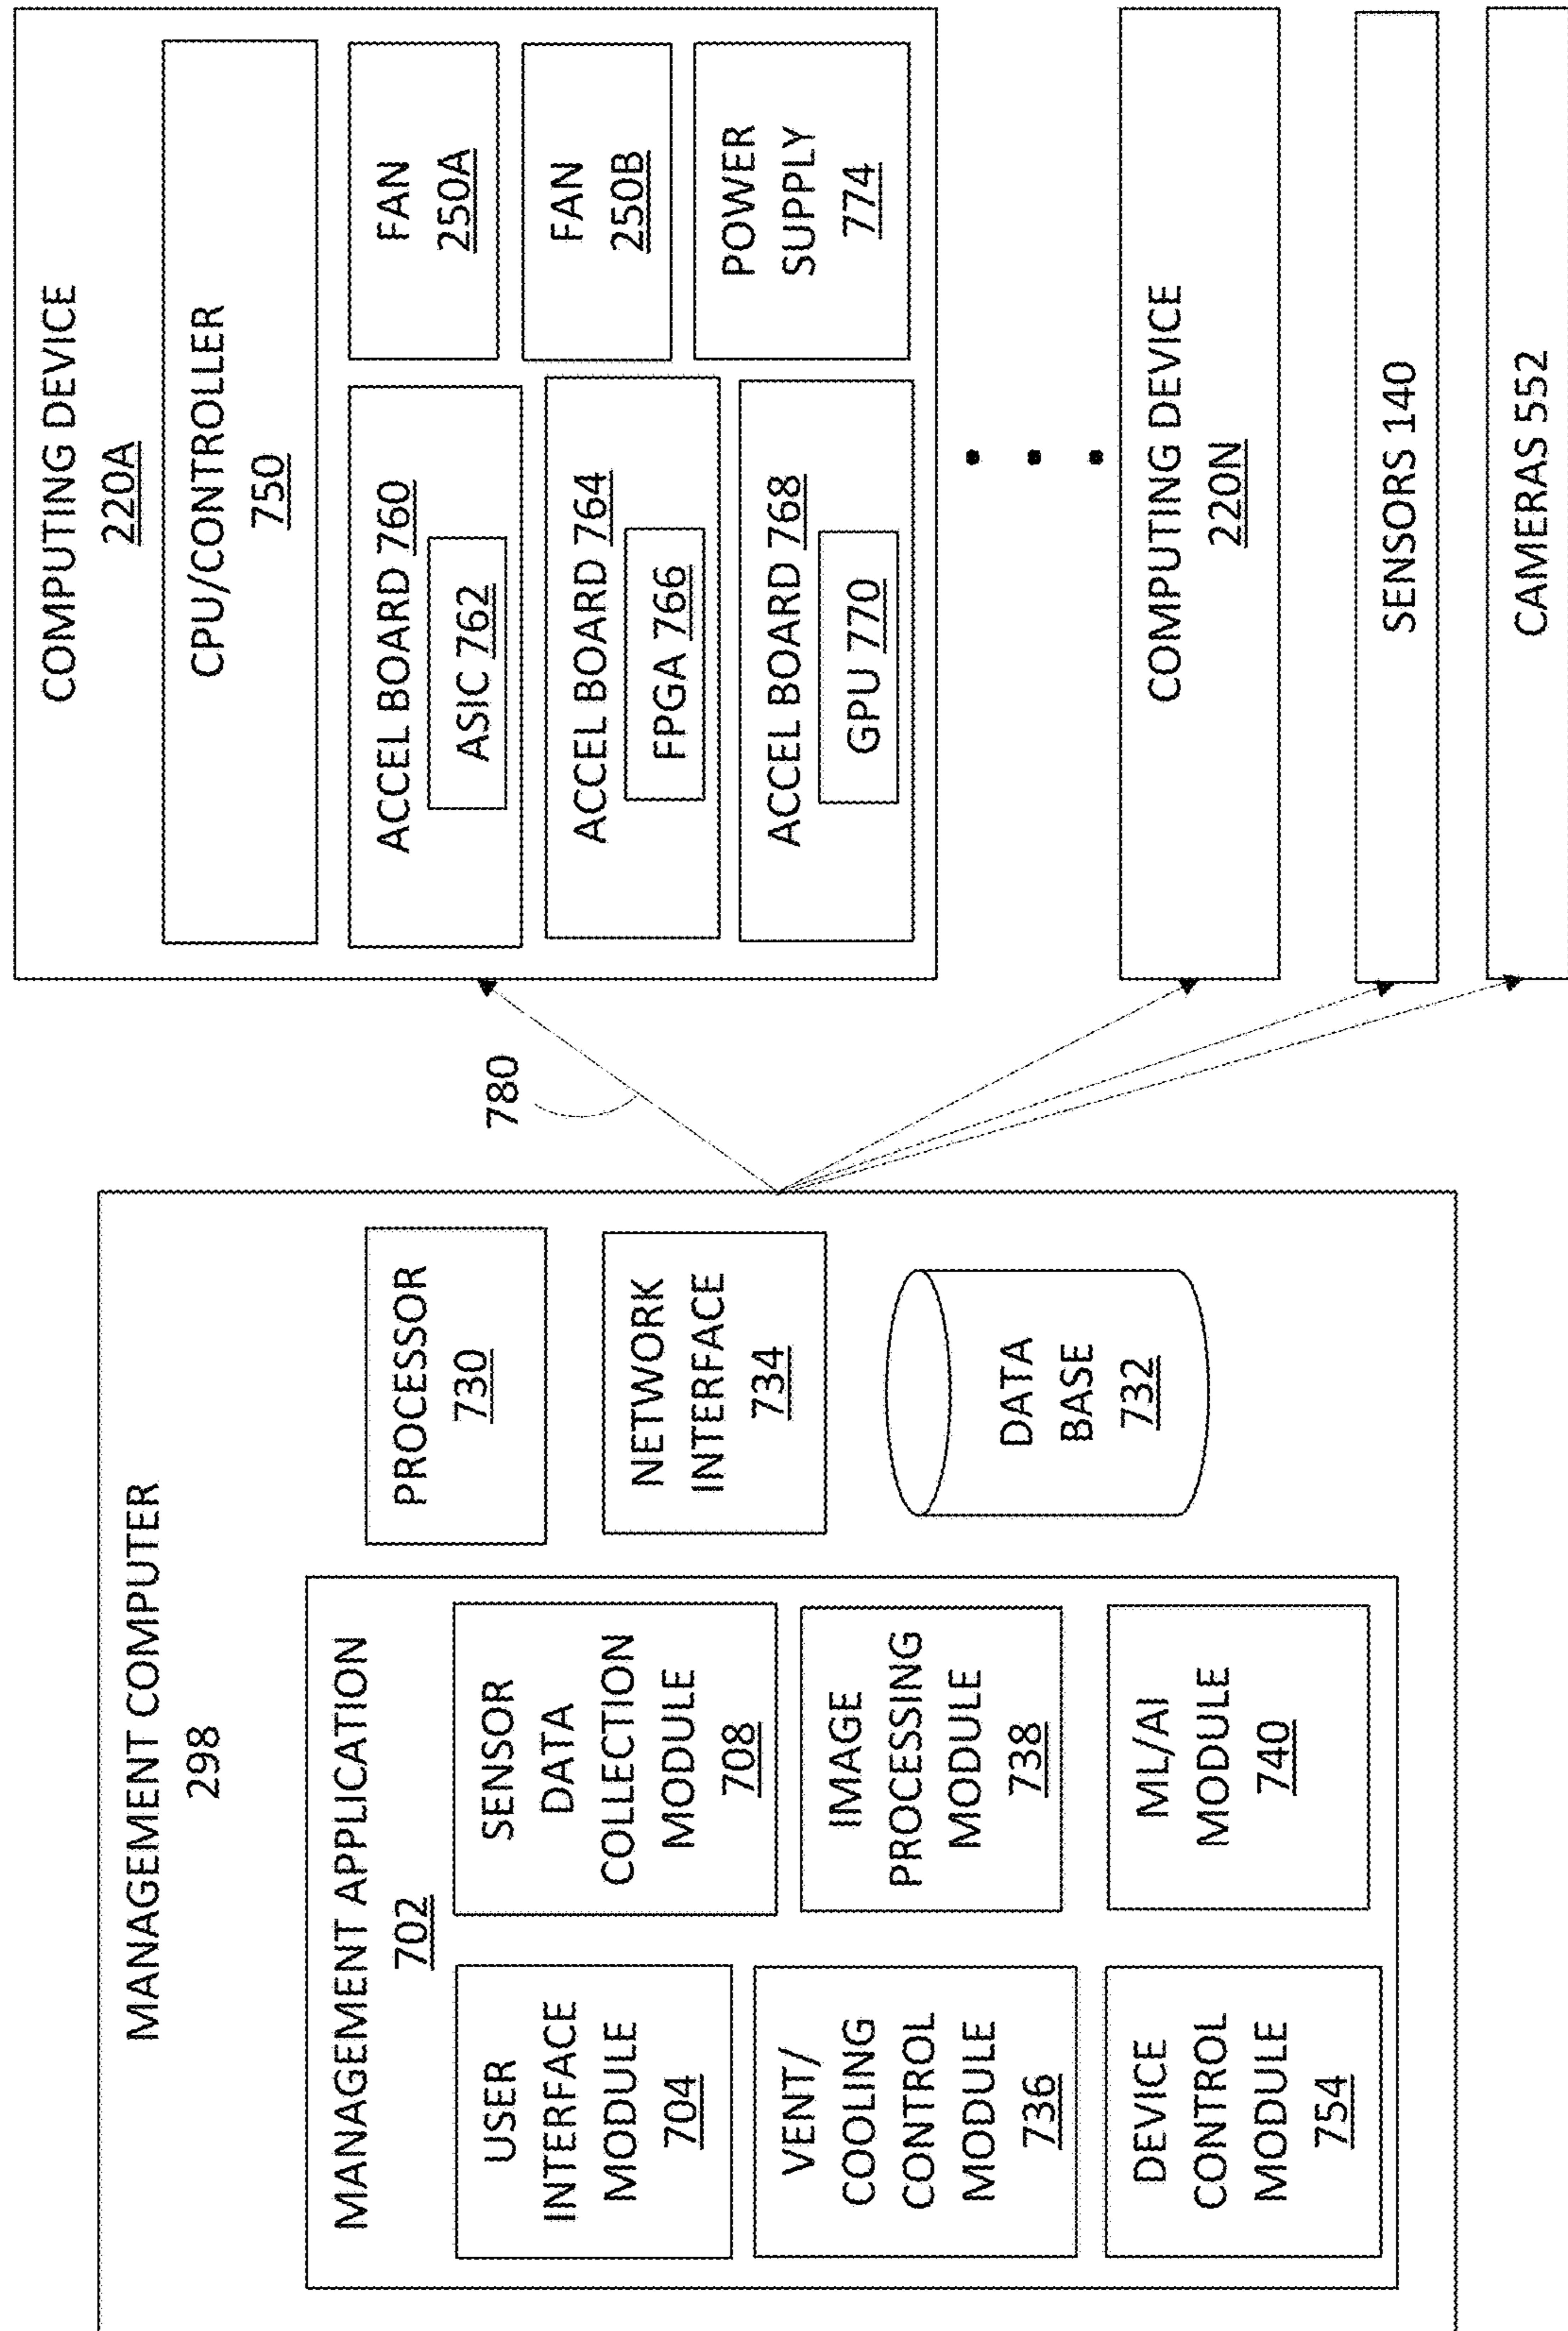 MANAGEMENT COMPUTER
298
MANAGEMENT APPLICATION
702
USER
INTERFACE
MODULE
704
SENSOR
DATA
COLLECTION
MODULE
708
VENT/
COOLING
CONTROL
MODULE
736
IMAGE
PROCESSING
MODULE
738
DEVICE
CONTROL
MODULE
754
ML/AI
MODULE
740
PROCESSOR
730
NETWORK
INTERFACE
734
DATA
BASE
732
780
COMPUTING DEVICE
220A
CPU/CONTROLLER
750
ACCEL BOARD 760
ASIC 762
ACCEL BOARD 764
FPGA 766
ACCEL BOARD 768
GPU 770
FAN
250A
FAN
250B
POWER
SUPPLY
774
COMPUTING DEVICE
220N
SENSORS 140
CAMERAS 552